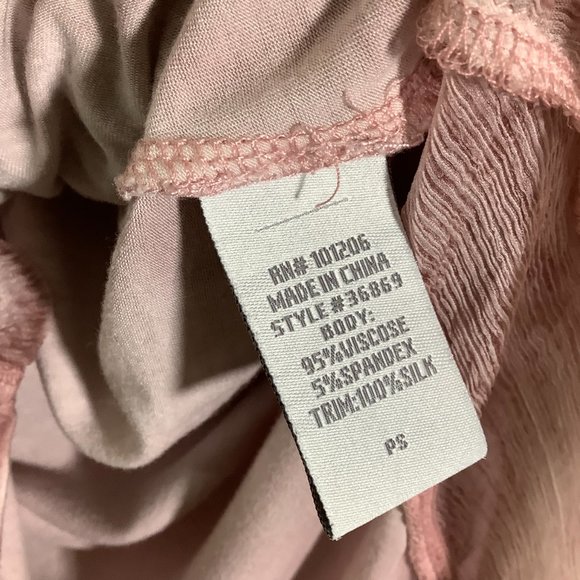 RN# 101206
MADE IN CHINA
STYLE #36869
BODY:
95%VISCOSE
5%SPANDEX
TRIM:100%SILK
PS